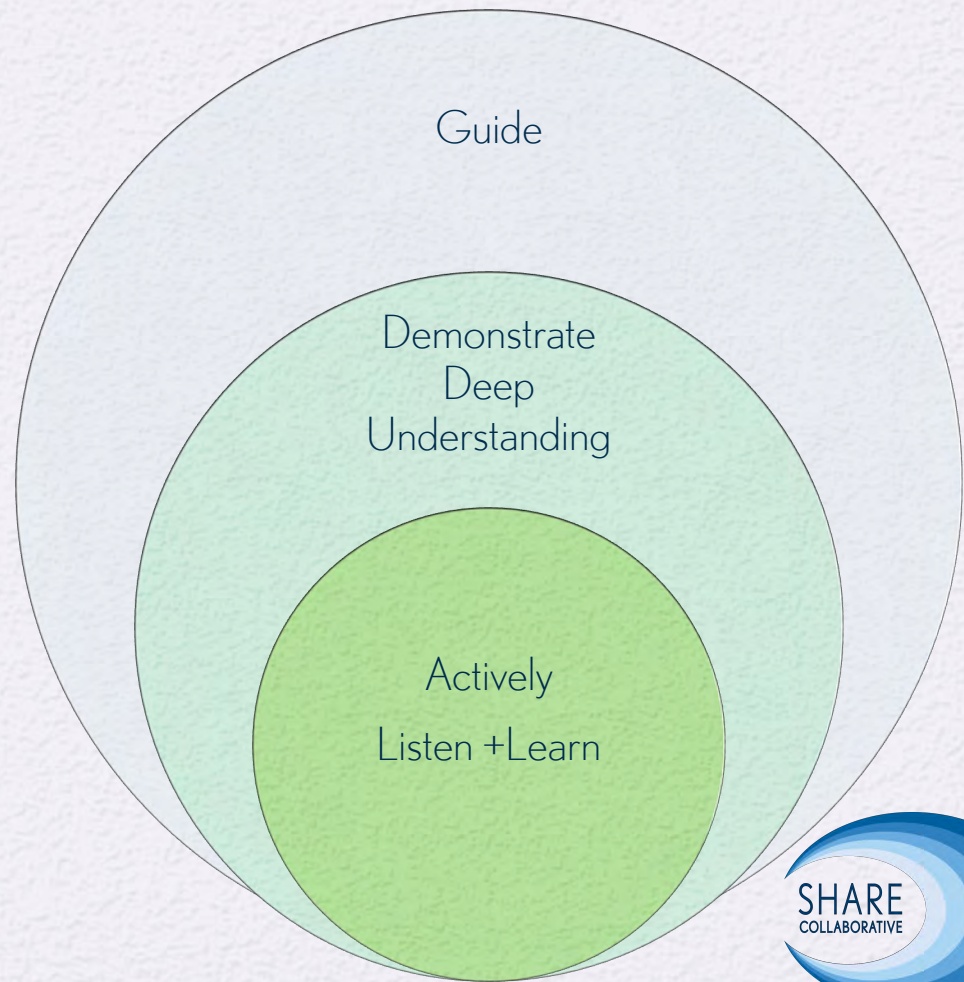 Guide
Demonstrate
Deep
Understanding
Actively
Listen +Learn
SHARE
COLLABORATIVE